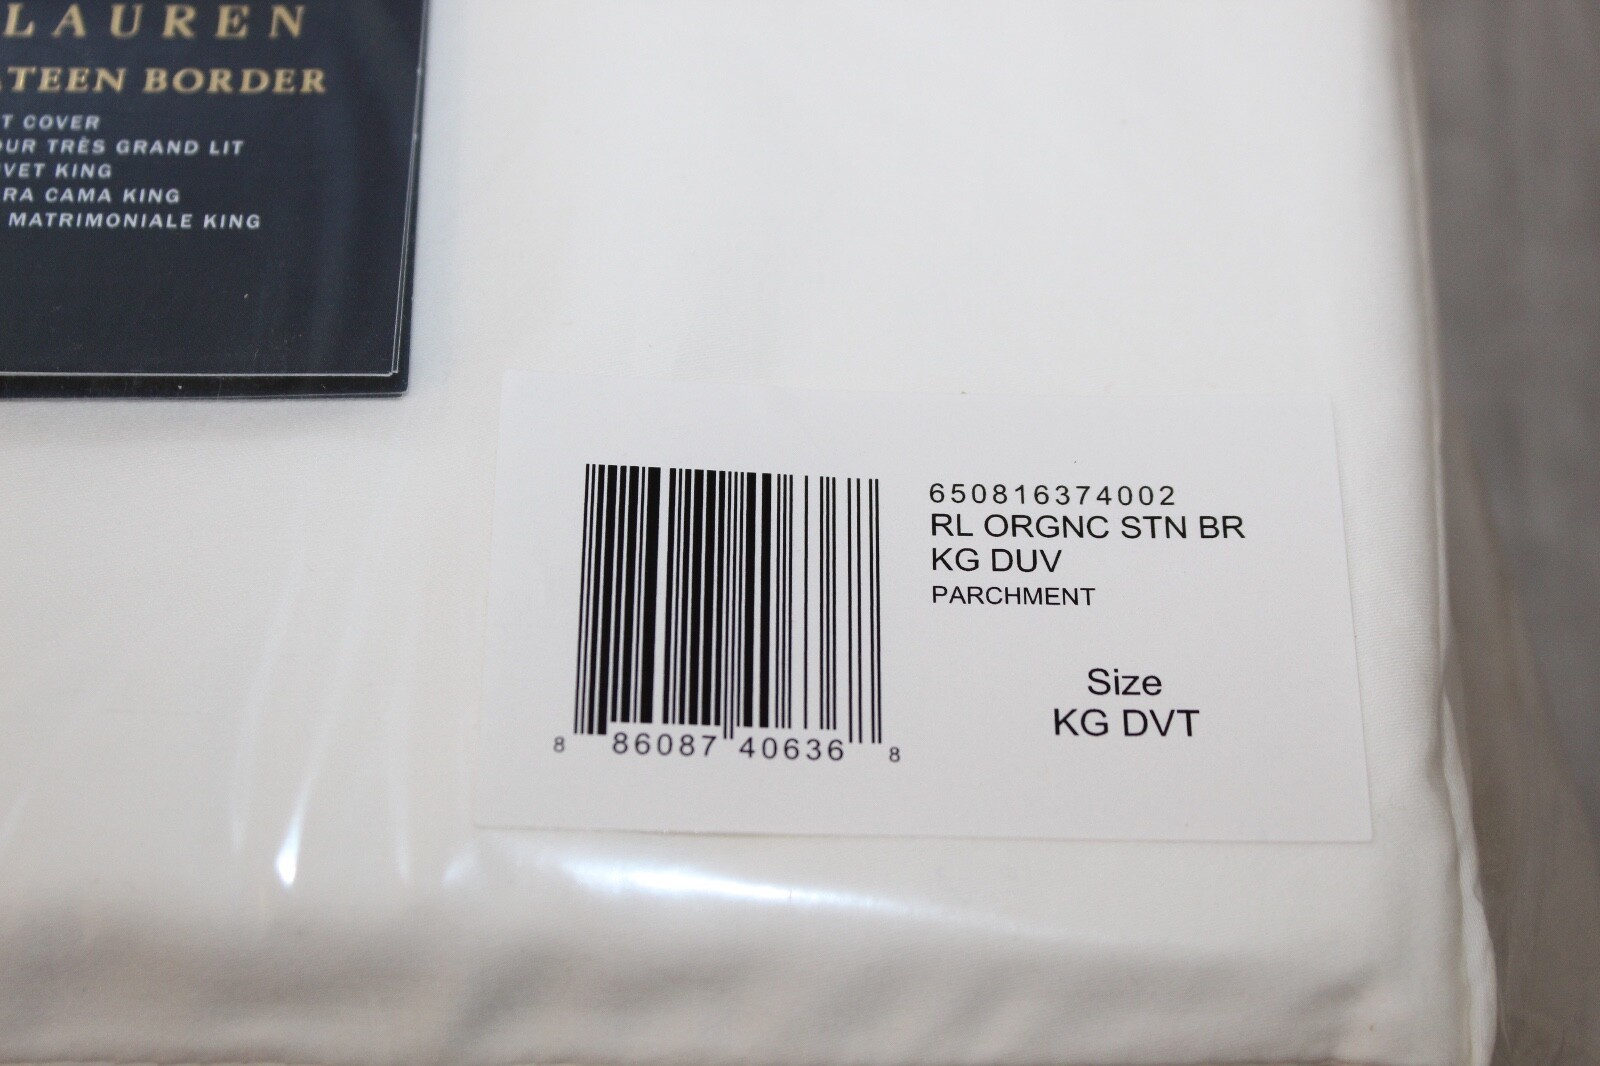 LAUREN
ATEEN BORDER
T COVER
OUR TRÈS GRAND LIT
VET KING
RA CAMA KING
MATRIMONIALE KING
650816374002
RL ORGNC STN BR
KG DUV
PARCHMENT
Size
KG DVT
8 86087 40636 8